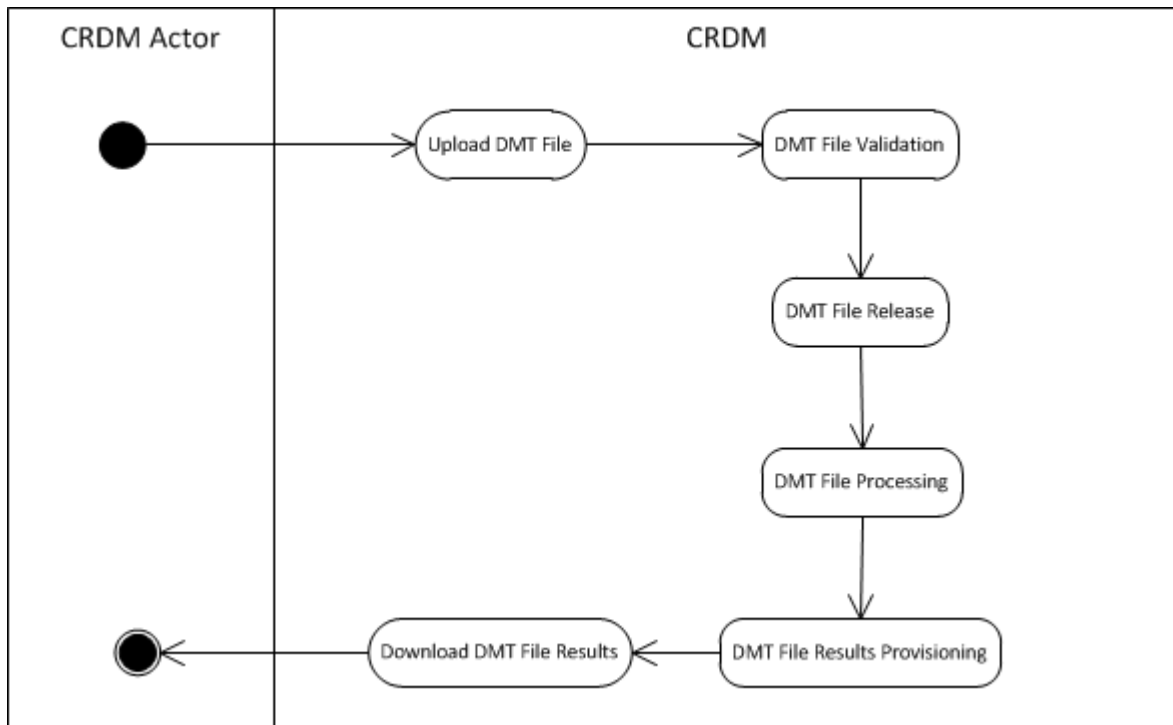 CRDM Actor
CRDM
Upload DMT File
DMT File Validation
DMT File Release
DMT File Processing
DMT File Results Provisioning
Download DMT File Results